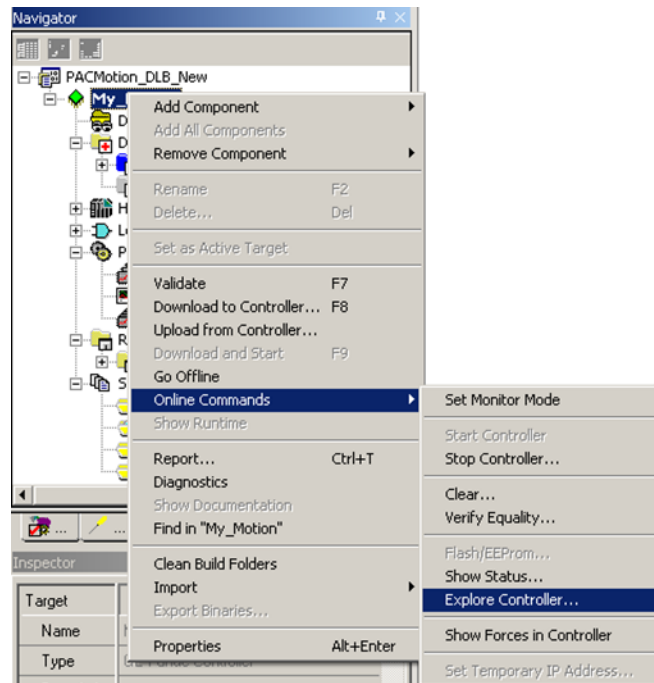 Navigator
PACMotion_DLB_New
My_
D
D
H
L
P
R
S
Add Component
Add All Components
Remove Component
Rename F2
Delete... Del
Set as Active Target
Validate F7
Download to Controller... F8
Upload from Controller...
Download and Start F9
Go Offline
Online Commands
Show Runtime
Report... Ctrl+T
Diagnostics
Show Documentation
Find in "My_Motion"
Clean Build Folders
Import
Export Binaries...
Properties Alt+Enter
Set Monitor Mode
Start Controller
Stop Controller...
Clear...
Verify Equality...
Flash/EEProm...
Show Status...
Explore Controller...
Show Forces in Controller
Set Temporary IP Address...
... ...
Inspector
Target
Name
Type